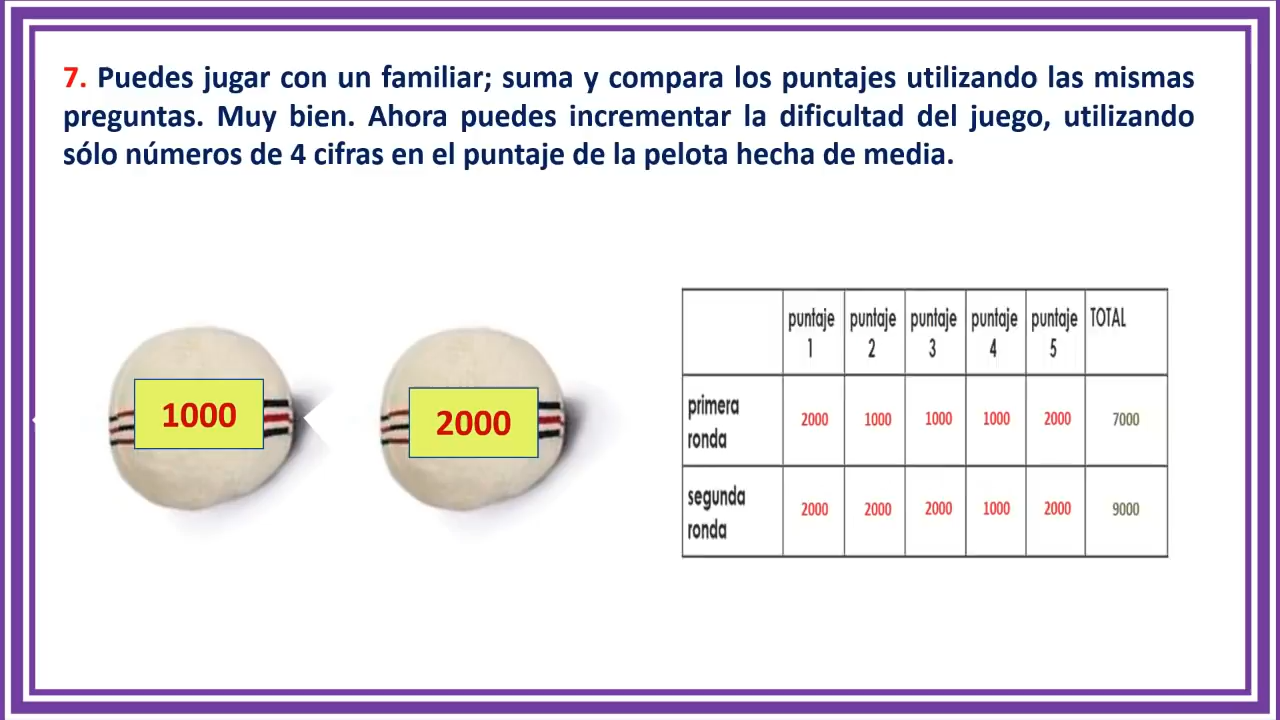 7. Puedes jugar con un familiar; suma y compara los puntajes utilizando las mismas
preguntas. Muy bien. Ahora puedes incrementar la dificultad del juego, utilizando
sólo números de 4 cifras en el puntaje de la pelota hecha de media.
1000
2000
puntaje 1 puntaje 2 puntaje 3 puntaje 4 puntaje 5 TOTAL
primera ronda 2000 1000 1000 1000 2000 7000
segunda ronda 2000 2000 2000 1000 2000 9000